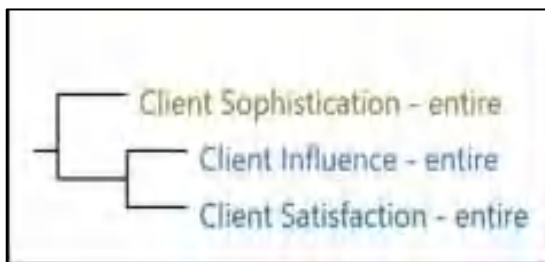 Client Sophistication - entire
Client Influence - entire
Client Satisfaction - entire